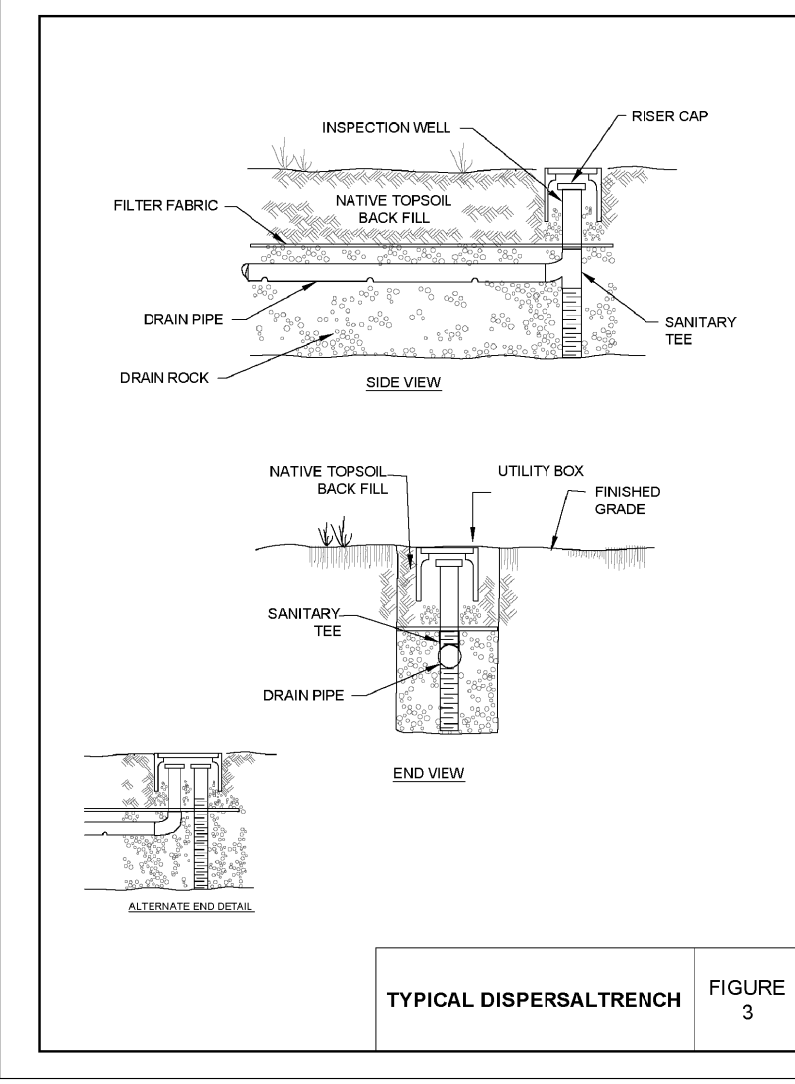 RISER CAP
INSPECTION WELL
FILTER FABRIC
NATIVE TOPSOIL
BACK FILL
DRAIN PIPE
SANITARY
TEE
DRAIN ROCK
SIDE VIEW
NATIVE TOPSOIL
BACK FILL
UTILITY BOX
FINISHED
GRADE
SANITARY
TEE
DRAIN PIPE
END VIEW
ALTERNATE END DETAIL
TYPICAL DISPERSALTRENCH
FIGURE
3